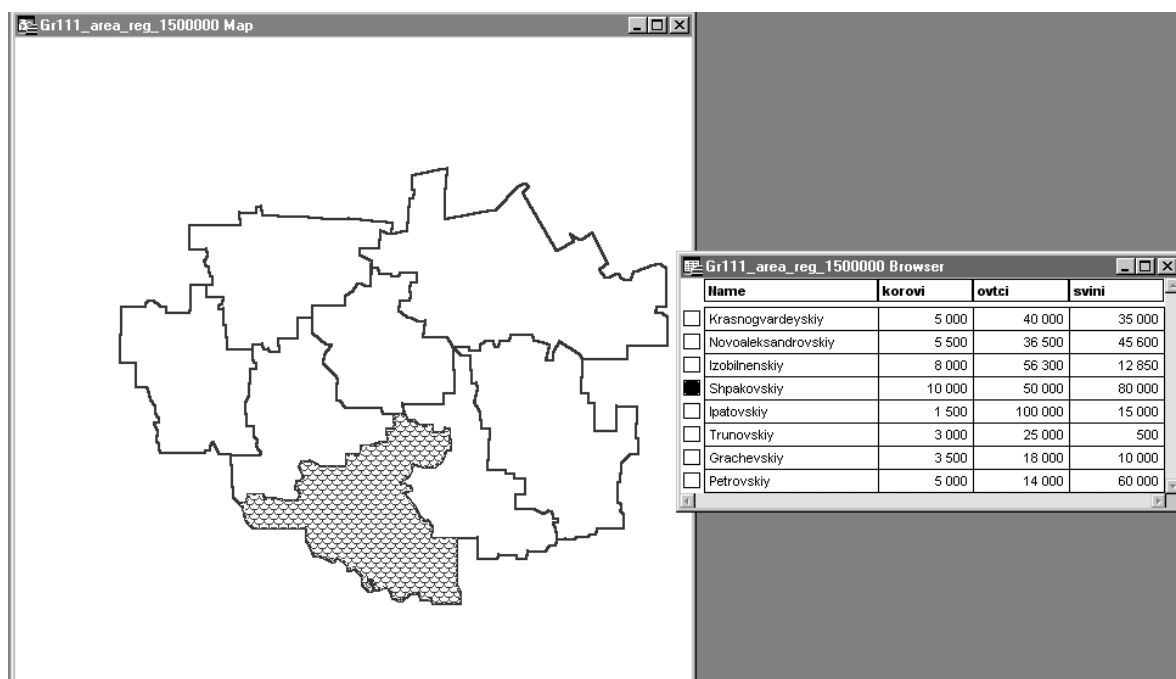 Gr111_area_reg_1500000 Map
Gr111_area_reg_1500000 Browser
Name korovi ovtci svini
Krasnogvardeyskiy 5 000 40 000 35 000
Novoaleksandrovskiy 5 500 36 500 45 600
Izobilnenskiy 8 000 56 300 12 850
Shpakovskiy 10 000 50 000 80 000
Ipatovskiy 1 500 100 000 15 000
Trunovskiy 3 000 25 000 500
Grachevskiy 3 500 18 000 10 000
Petrovskiy 5 000 14 000 60 000